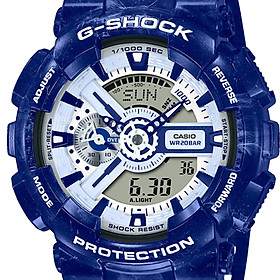 G-SHOCK
1/1000 SEC
ADJUST
REVERSE
SPLIT-RESET
START-STOP
SUN
CASIO
WR20BAR
6.30
A.LIGHT
MODE
FORWARD
SHOCK RESIST
PROTECTION